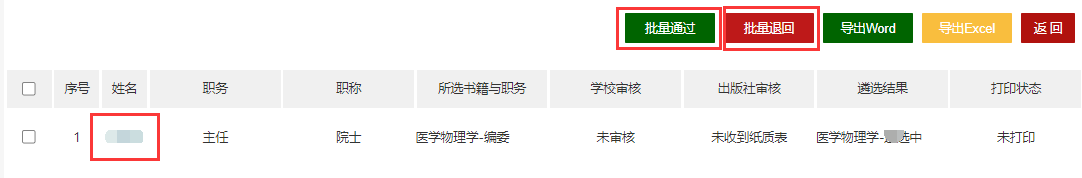 批量通过 批量退回 导出Word 导出Excel 返 回
序号 姓名 职务 职称 所选书籍与职务 学校审核 出版社审核 遴选结果 打印状态
1 主任 院士 医学物理学-编委 未审核 未收到纸质表 医学物理学- 选中 未打印